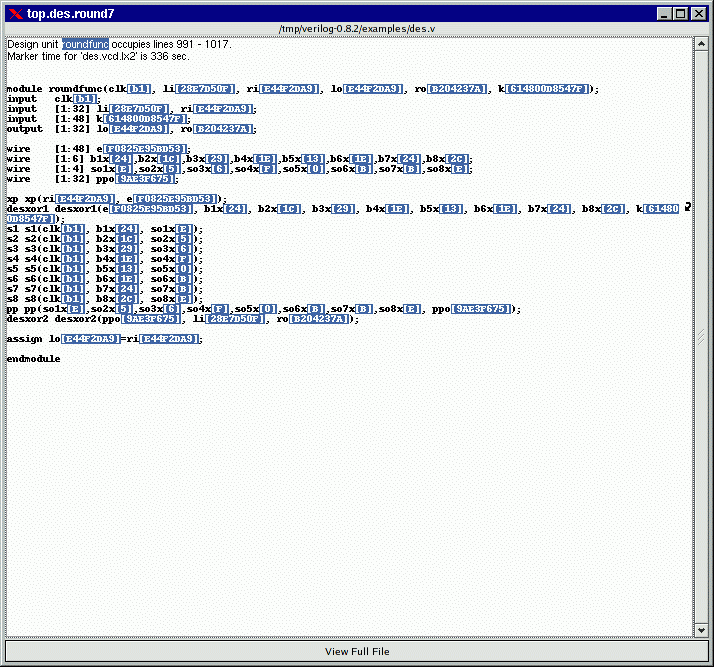 top.des.round7
/tmp/verilog-0.8.2/examples/des.v
Design unit roundfunc occupies lines 991 - 1017.
Marker time for 'des.vcd.lx2' is 336 sec.
module roundfunc(clk[b1], li[28E7D50F], ri[E44F2DA9], lo[E44F2DA9], ro[B204237A], k[614800D8547F]);
input   clk[b1];
input   [1:32] li[28E7D50F], ri[E44F2DA9];
input   [1:48] k[614800D8547F];
output  [1:32] lo[E44F2DA9], ro[B204237A];
wire    [1:48] e[F0825E95BD53];
wire    [1:6] b1x[24],b2x[1C],b3x[29],b4x[1E],b5x[13],b6x[1E],b7x[24],b8x[2C];
wire    [1:4] so1x[E],so2x[5],so3x[6],so4x[F],so5x[0],so6x[B],so7x[B],so8x[E];
wire    [1:32] ppo[9AE3F675];
xp xp(ri[E44F2DA9], e[F0825E95BD53]);
desxor1 desxor1(e[F0825E95BD53], b1x[24], b2x[1C], b3x[29], b4x[1E], b5x[13], b6x[1E], b7x[24], b8x[2C], k[61480
0D8547F]);
s1 s1(clk[b1], b1x[24], so1x[E]);
s2 s2(clk[b1], b2x[1C], so2x[5]);
s3 s3(clk[b1], b3x[29], so3x[6]);
s4 s4(clk[b1], b4x[1E], so4x[F]);
s5 s5(clk[b1], b5x[13], so5x[0]);
s6 s6(clk[b1], b6x[1E], so6x[B]);
s7 s7(clk[b1], b7x[24], so7x[B]);
s8 s8(clk[b1], b8x[2C], so8x[E]);
pp pp(so1x[E],so2x[5],so3x[6],so4x[F],so5x[0],so6x[B],so7x[B],so8x[E], ppo[9AE3F675]);
desxor2 desxor2(ppo[9AE3F675], li[28E7D50F], ro[B204237A]);
assign lo[E44F2DA9]=ri[E44F2DA9];
endmodule
View Full File